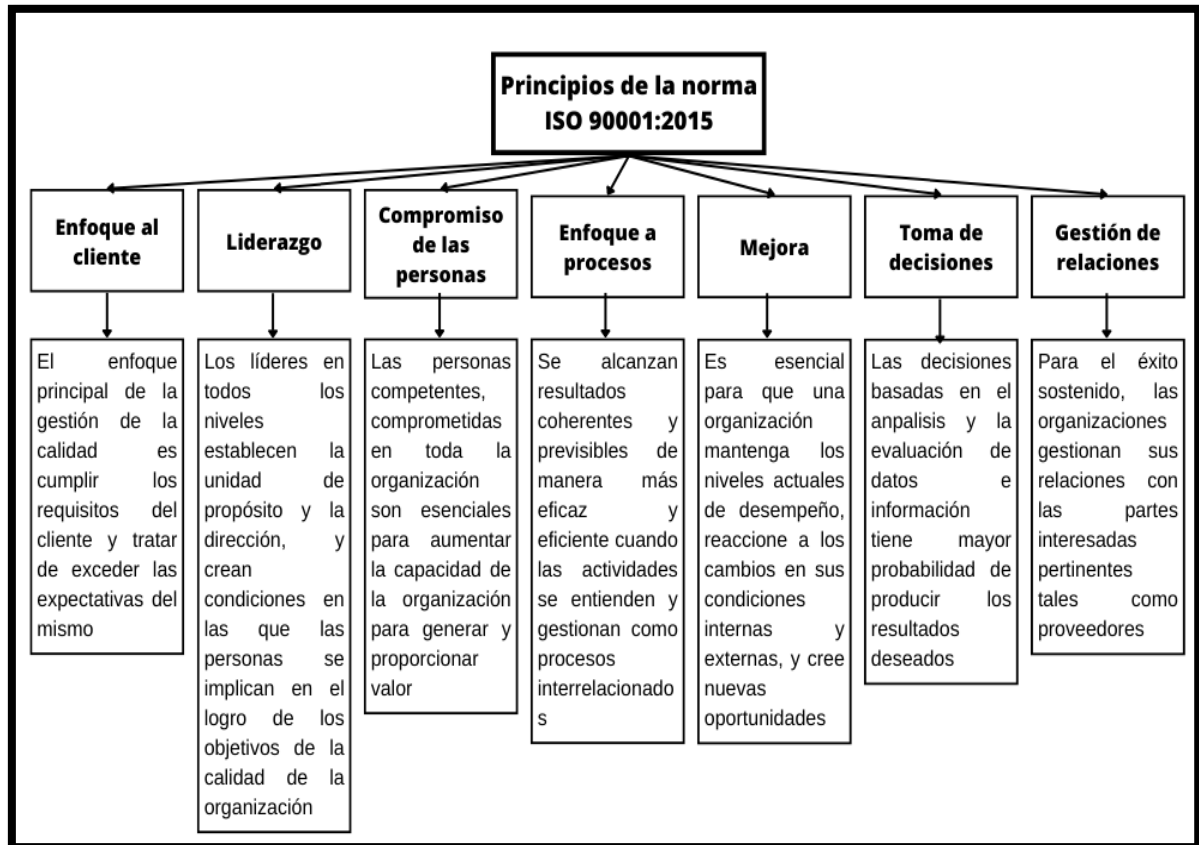 Principios de la norma
ISO 90001:2015
Enfoque al
cliente
Liderazgo
Compromiso
de las
personas
Enfoque a
procesos
Mejora
Toma de
decisiones
Gestión de
relaciones
El enfoque
principal de la
gestión de la
calidad es
cumplir los
requisitos del
cliente y tratar
de exceder las
expectativas del
mismo
Los líderes en
todos los
niveles
establecen la
unidad de
propósito y la
dirección, y
crean
condiciones en
las que las
personas se
implican en el
logro de los
objetivos de la
calidad de la
organización
Las personas
competentes,
comprometidas
en toda la
organización
son esenciales
para aumentar
la capacidad de
la organización
para generar y
proporcionar
valor
Se alcanzan
resultados
coherentes y
previsibles de
manera más
eficaz y
eficiente cuando
las actividades
se entienden y
gestionan como
procesos
interrelacionado
s
Es esencial
para que una
organización
mantenga los
niveles actuales
de desempeño,
reaccione a los
cambios en sus
condiciones
internas y
externas, y cree
nuevas
oportunidades
Las decisiones
basadas en el
anpalisis y la
evaluación de
datos e
información
tiene mayor
probabilidad de
producir los
resultados
deseados
Para el éxito
sostenido, las
organizaciones
gestionan sus
relaciones con
las partes
interesadas
pertinentes
tales como
proveedores